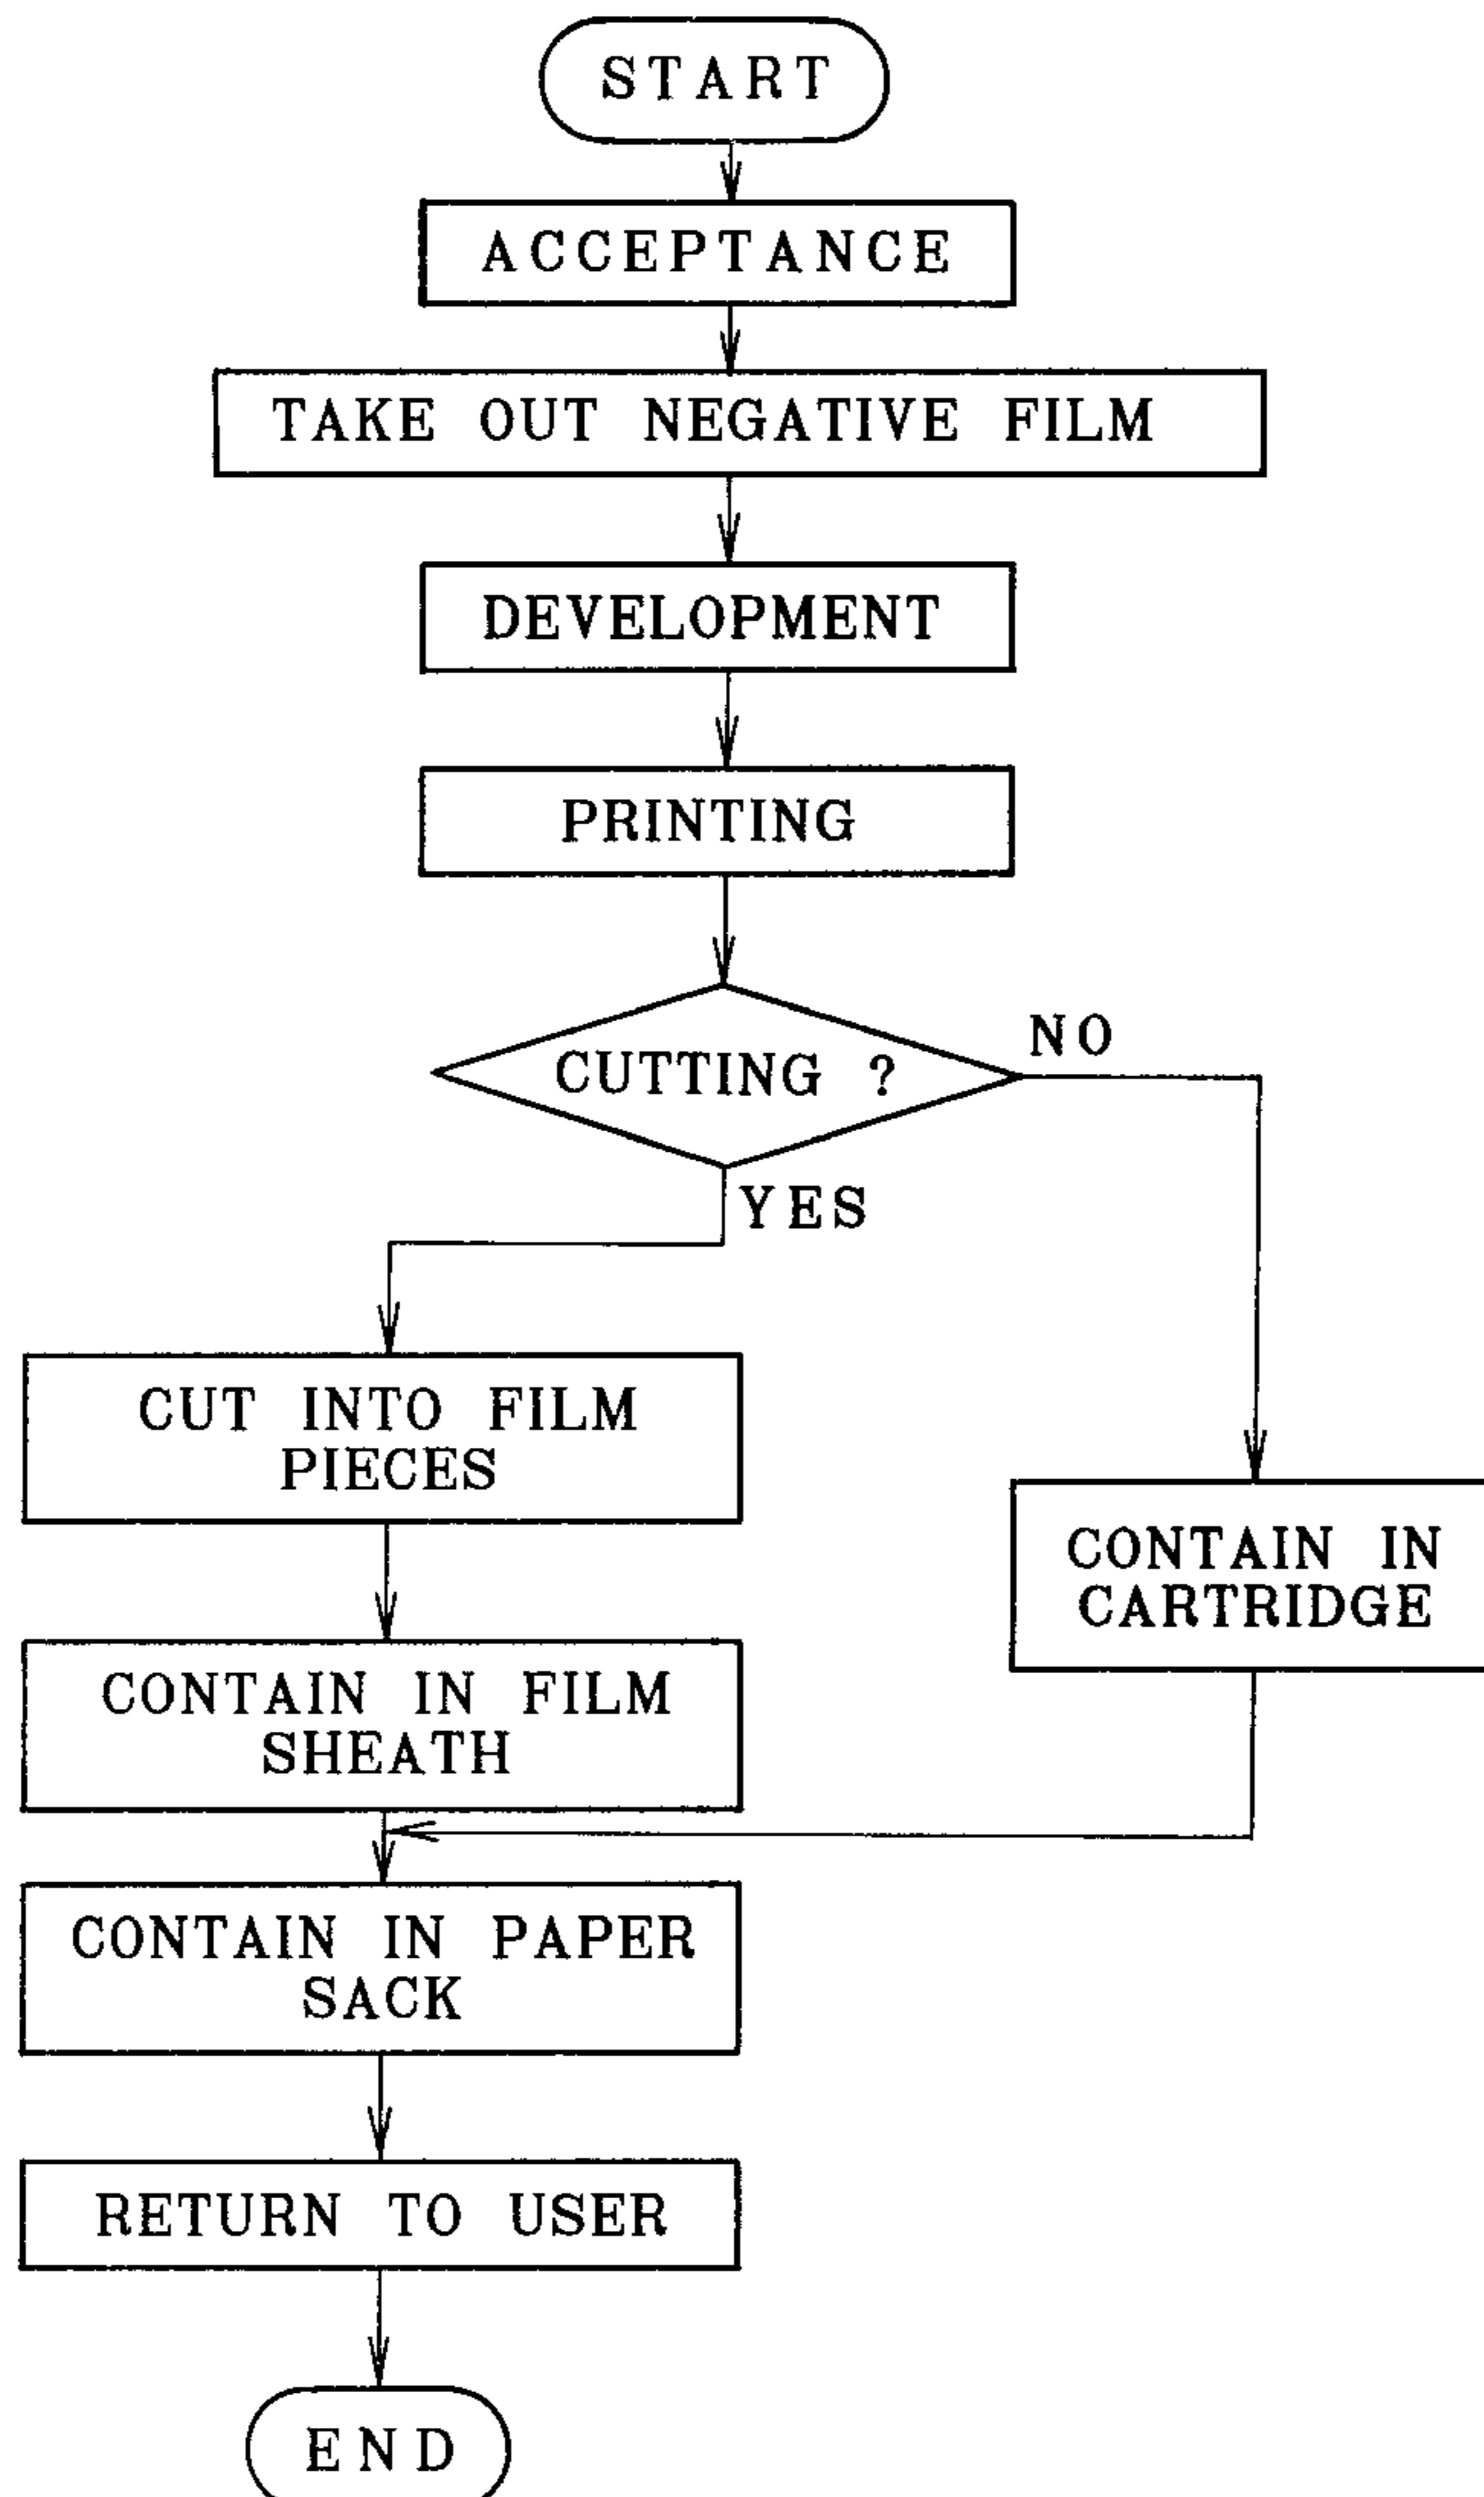 START
ACCEPTANCE
TAKE OUT NEGATIVE FILM
DEVELOPMENT
PRINTING
CUTTING ?
NO
YES
CUT INTO FILM
PIECES
CONTAIN IN
CARTRIDGE
CONTAIN IN FILM
SHEATH
CONTAIN IN PAPER
SACK
RETURN TO USER
END